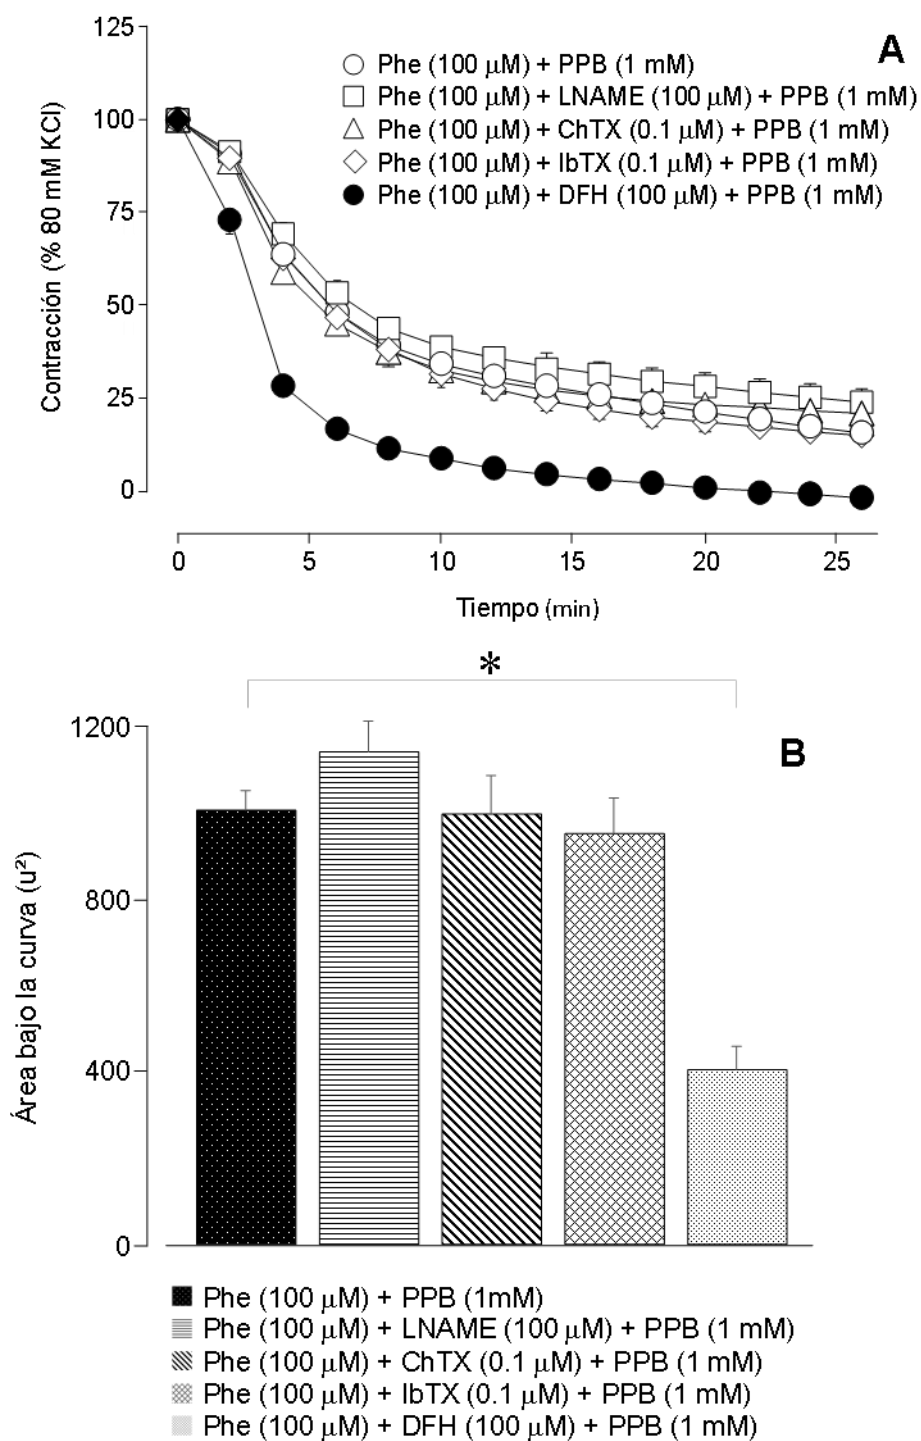 125
100
75
50
25
0
Contracción (% 80 mM KCl)
A
Phe (100 μM) + PPB (1 mM)
Phe (100 μM) + LNAME (100 μM) + PPB (1 mM)
Phe (100 μM) + ChTX (0.1 μM) + PPB (1 mM)
Phe (100 μM) + IbTX (0.1 μM) + PPB (1 mM)
Phe (100 μM) + DFH (100 μM) + PPB (1 mM)
0 5 10 15 20 25
Tiempo (min)
*
B
1200
800
400
0
Área bajo la curva (u²)
Phe (100 μM) + PPB (1mM)
Phe (100 μM) + LNAME (100 μM) + PPB (1 mM)
Phe (100 μM) + ChTX (0.1 μM) + PPB (1 mM)
Phe (100 μM) + IbTX (0.1 μM) + PPB (1 mM)
Phe (100 μM) + DFH (100 μM) + PPB (1 mM)